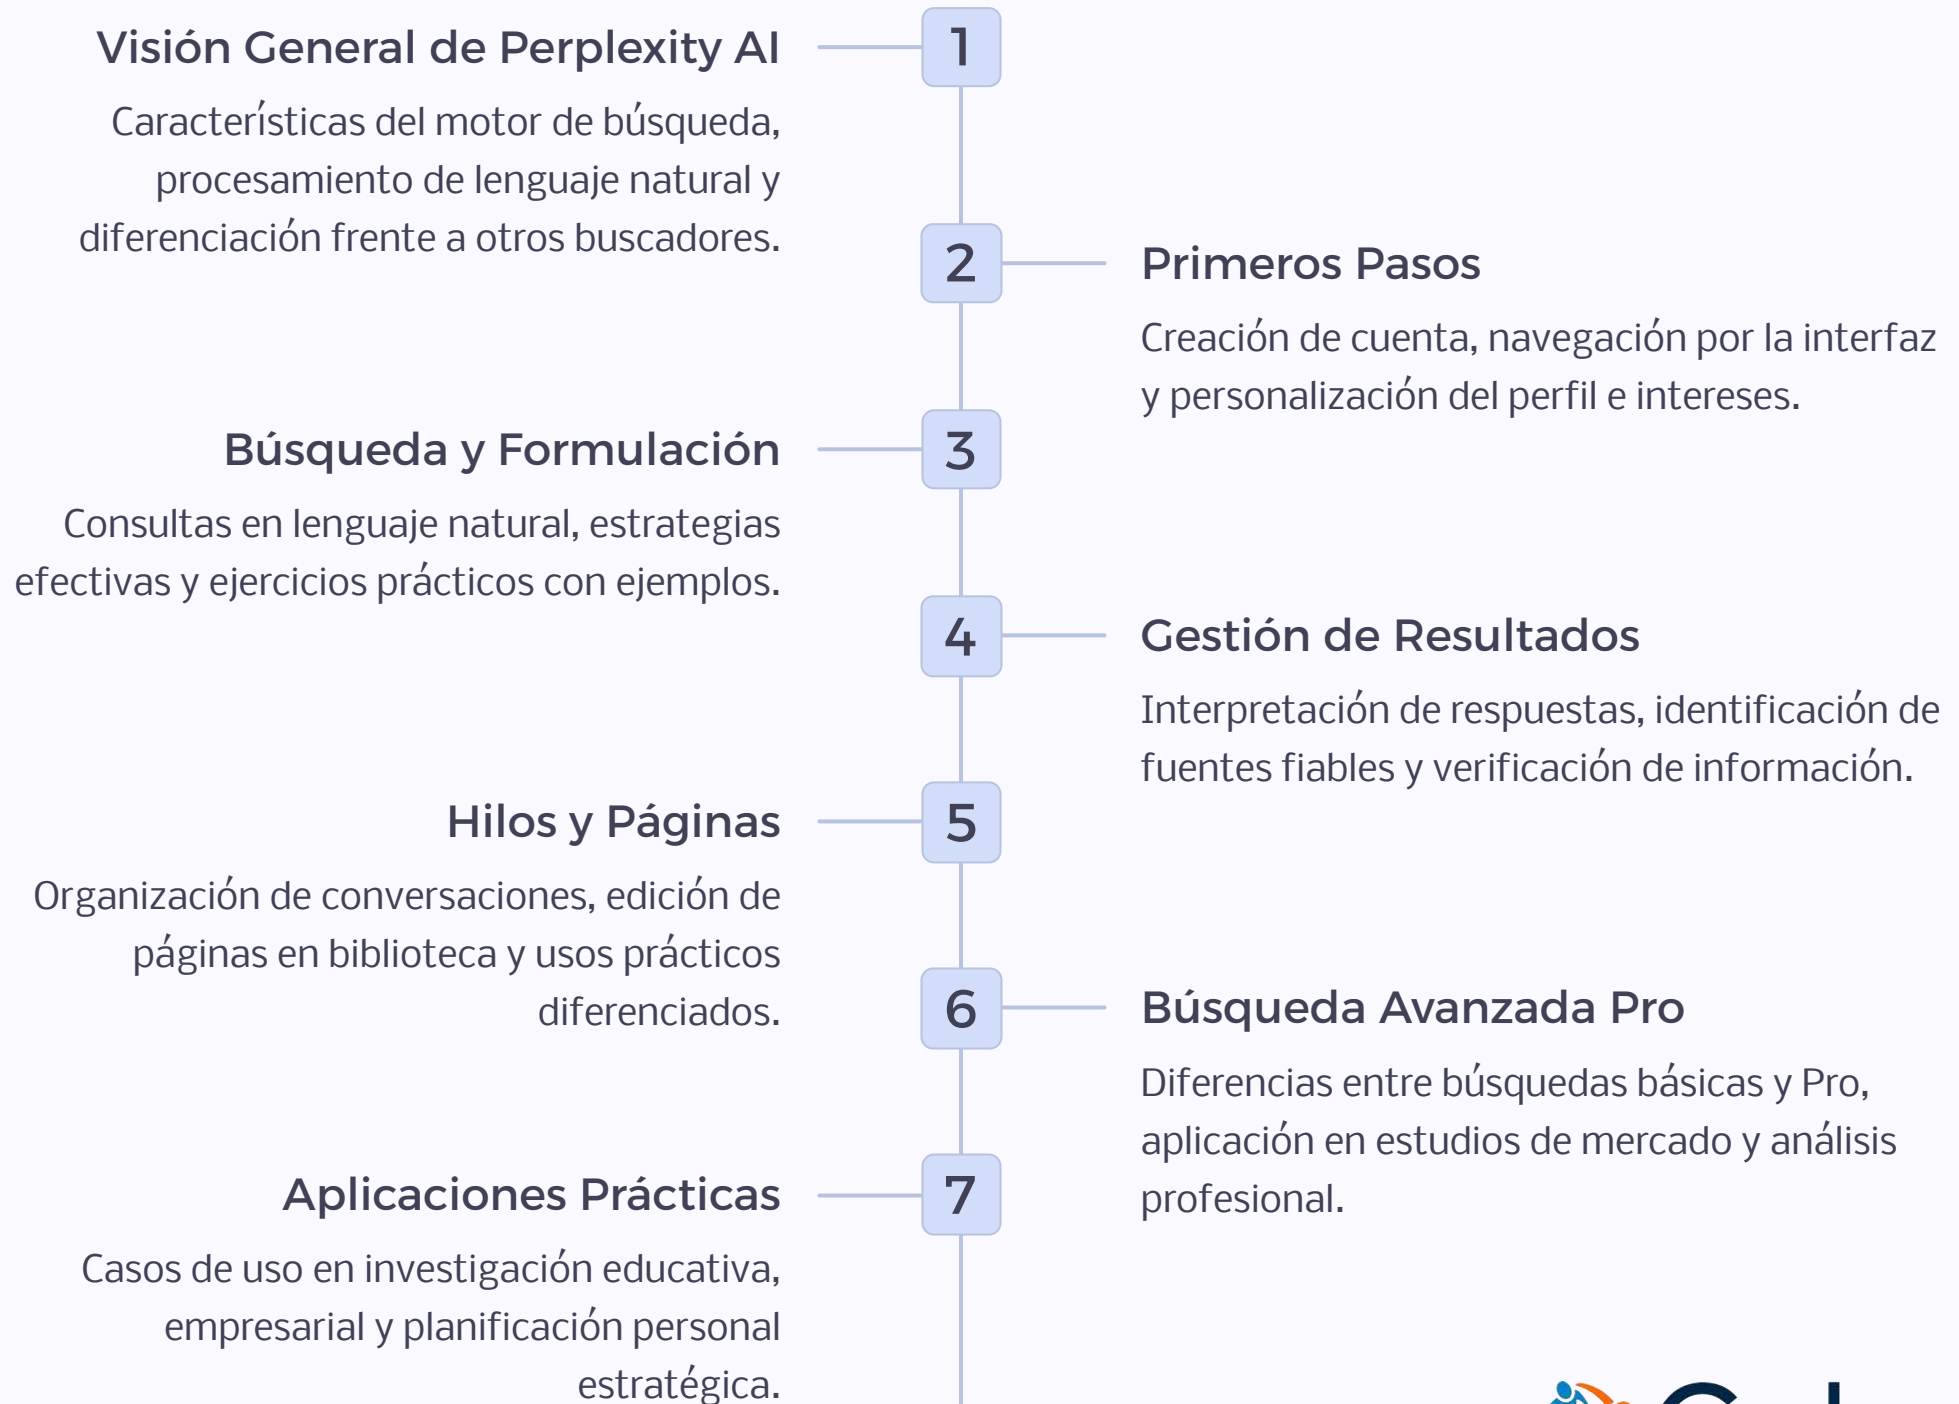 Visión General de Perplexity AI
1
Características del motor de búsqueda,
procesamiento de lenguaje natural y
diferenciación frente a otros buscadores.
2
Primeros Pasos
Creación de cuenta, navegación por la interfaz
y personalización del perfil e intereses.
Búsqueda y Formulación
3
Consultas en lenguaje natural, estrategias
efectivas y ejercicios prácticos con ejemplos.
4
Gestión de Resultados
Interpretación de respuestas, identificación de
fuentes fiables y verificación de información.
Hilos y Páginas
5
Organización de conversaciones, edición de
páginas en biblioteca y usos prácticos
diferenciados.
6
Búsqueda Avanzada Pro
Diferencias entre búsquedas básicas y Pro,
aplicación en estudios de mercado y análisis
profesional.
Aplicaciones Prácticas
7
Casos de uso en investigación educativa,
empresarial y planificación personal
estratégica.